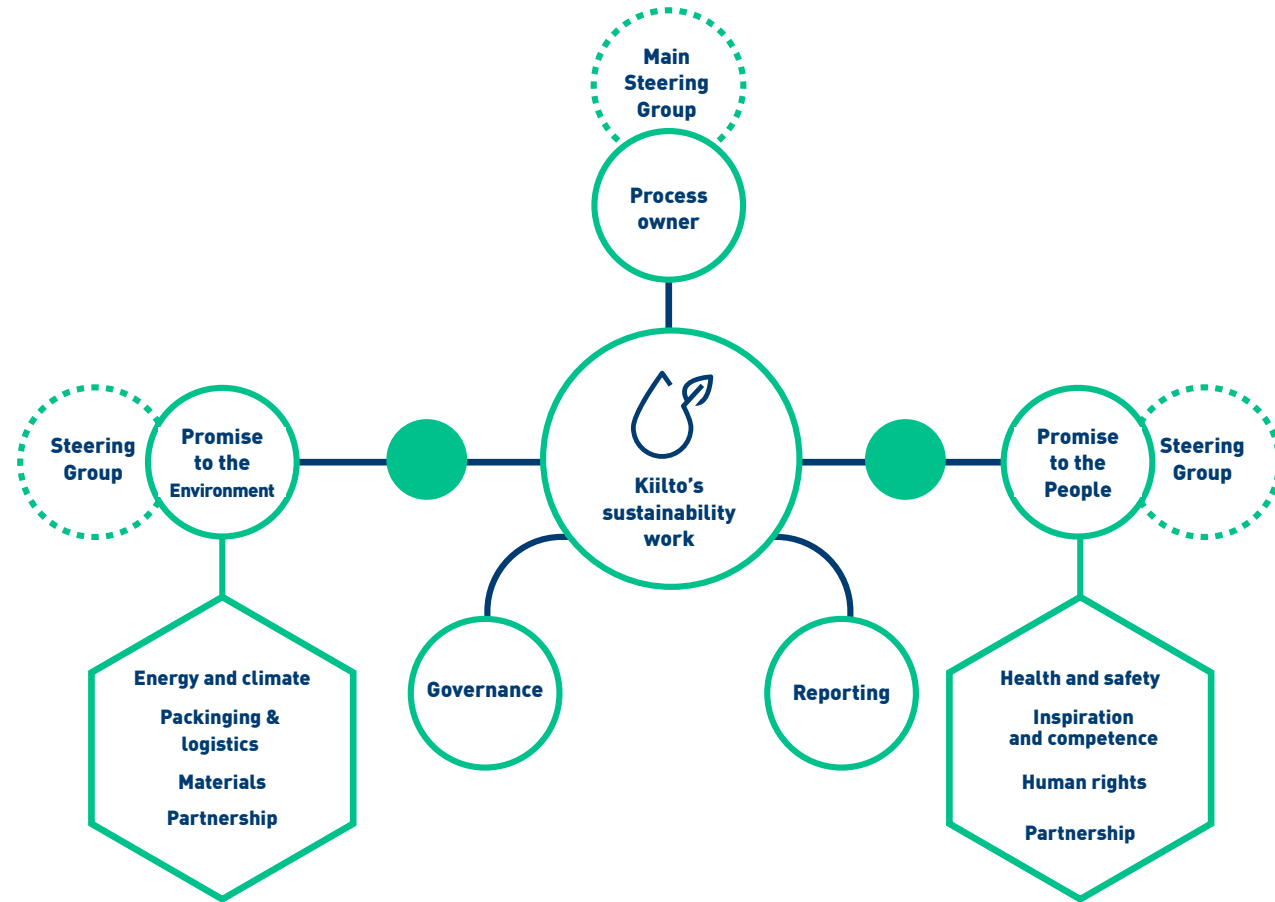 Main
Steering
Group
Process
owner
Steering
Group
Promise
to the
Environment
Kiilto’s
sustainability
work
Promise
to the
People
Steering
Group
Governance
Reporting
Energy and climate
Packinging &
logistics
Materials
Partnership
Health and safety
Inspiration
and competence
Human rights
Partnership